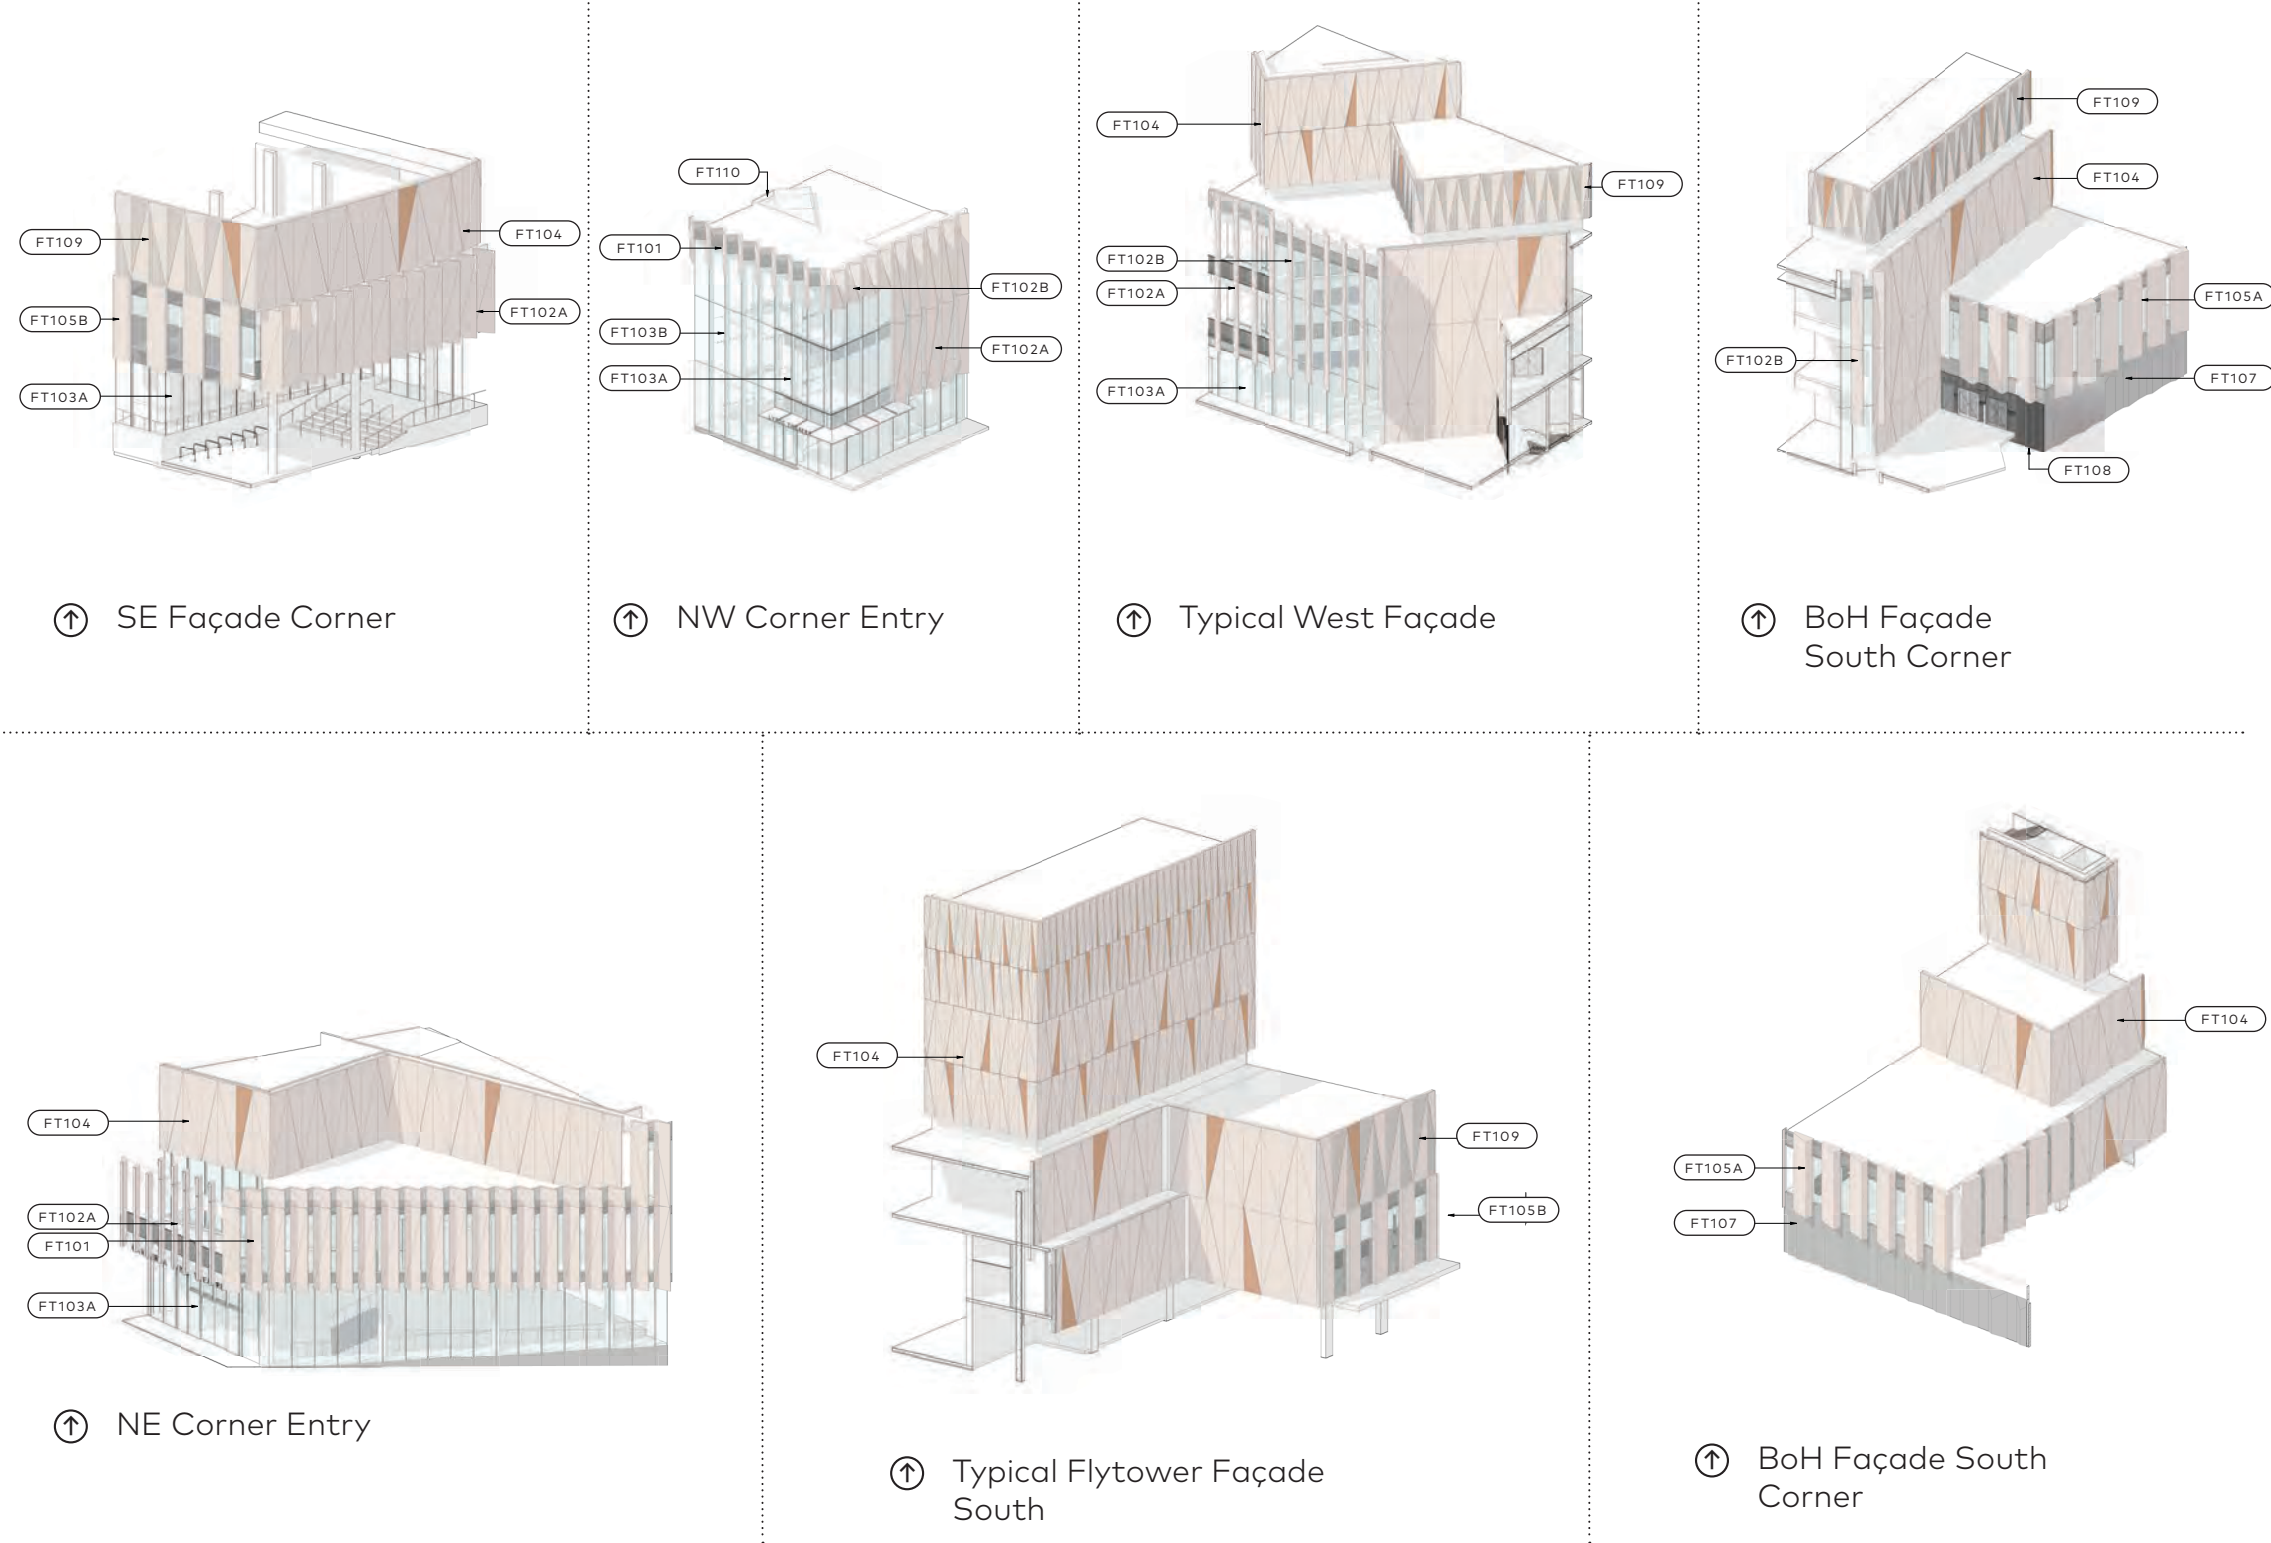 FT109
FT104
FT105B
FT102A
FT103A
SE Façade Corner
FT110
FT101
FT102B
FT103B
FT102A
FT103A
NW Corner Entry
FT104
FT109
FT102B
FT102A
FT103A
Typical West Façade
FT109
FT104
FT105A
FT102B
FT107
FT108
BoH Façade
South Corner
FT104
FT102A
FT101
FT103A
NE Corner Entry
FT104
FT109
FT105B
Typical Flytower Façade
South
FT104
FT105A
FT107
BoH Façade South
Corner